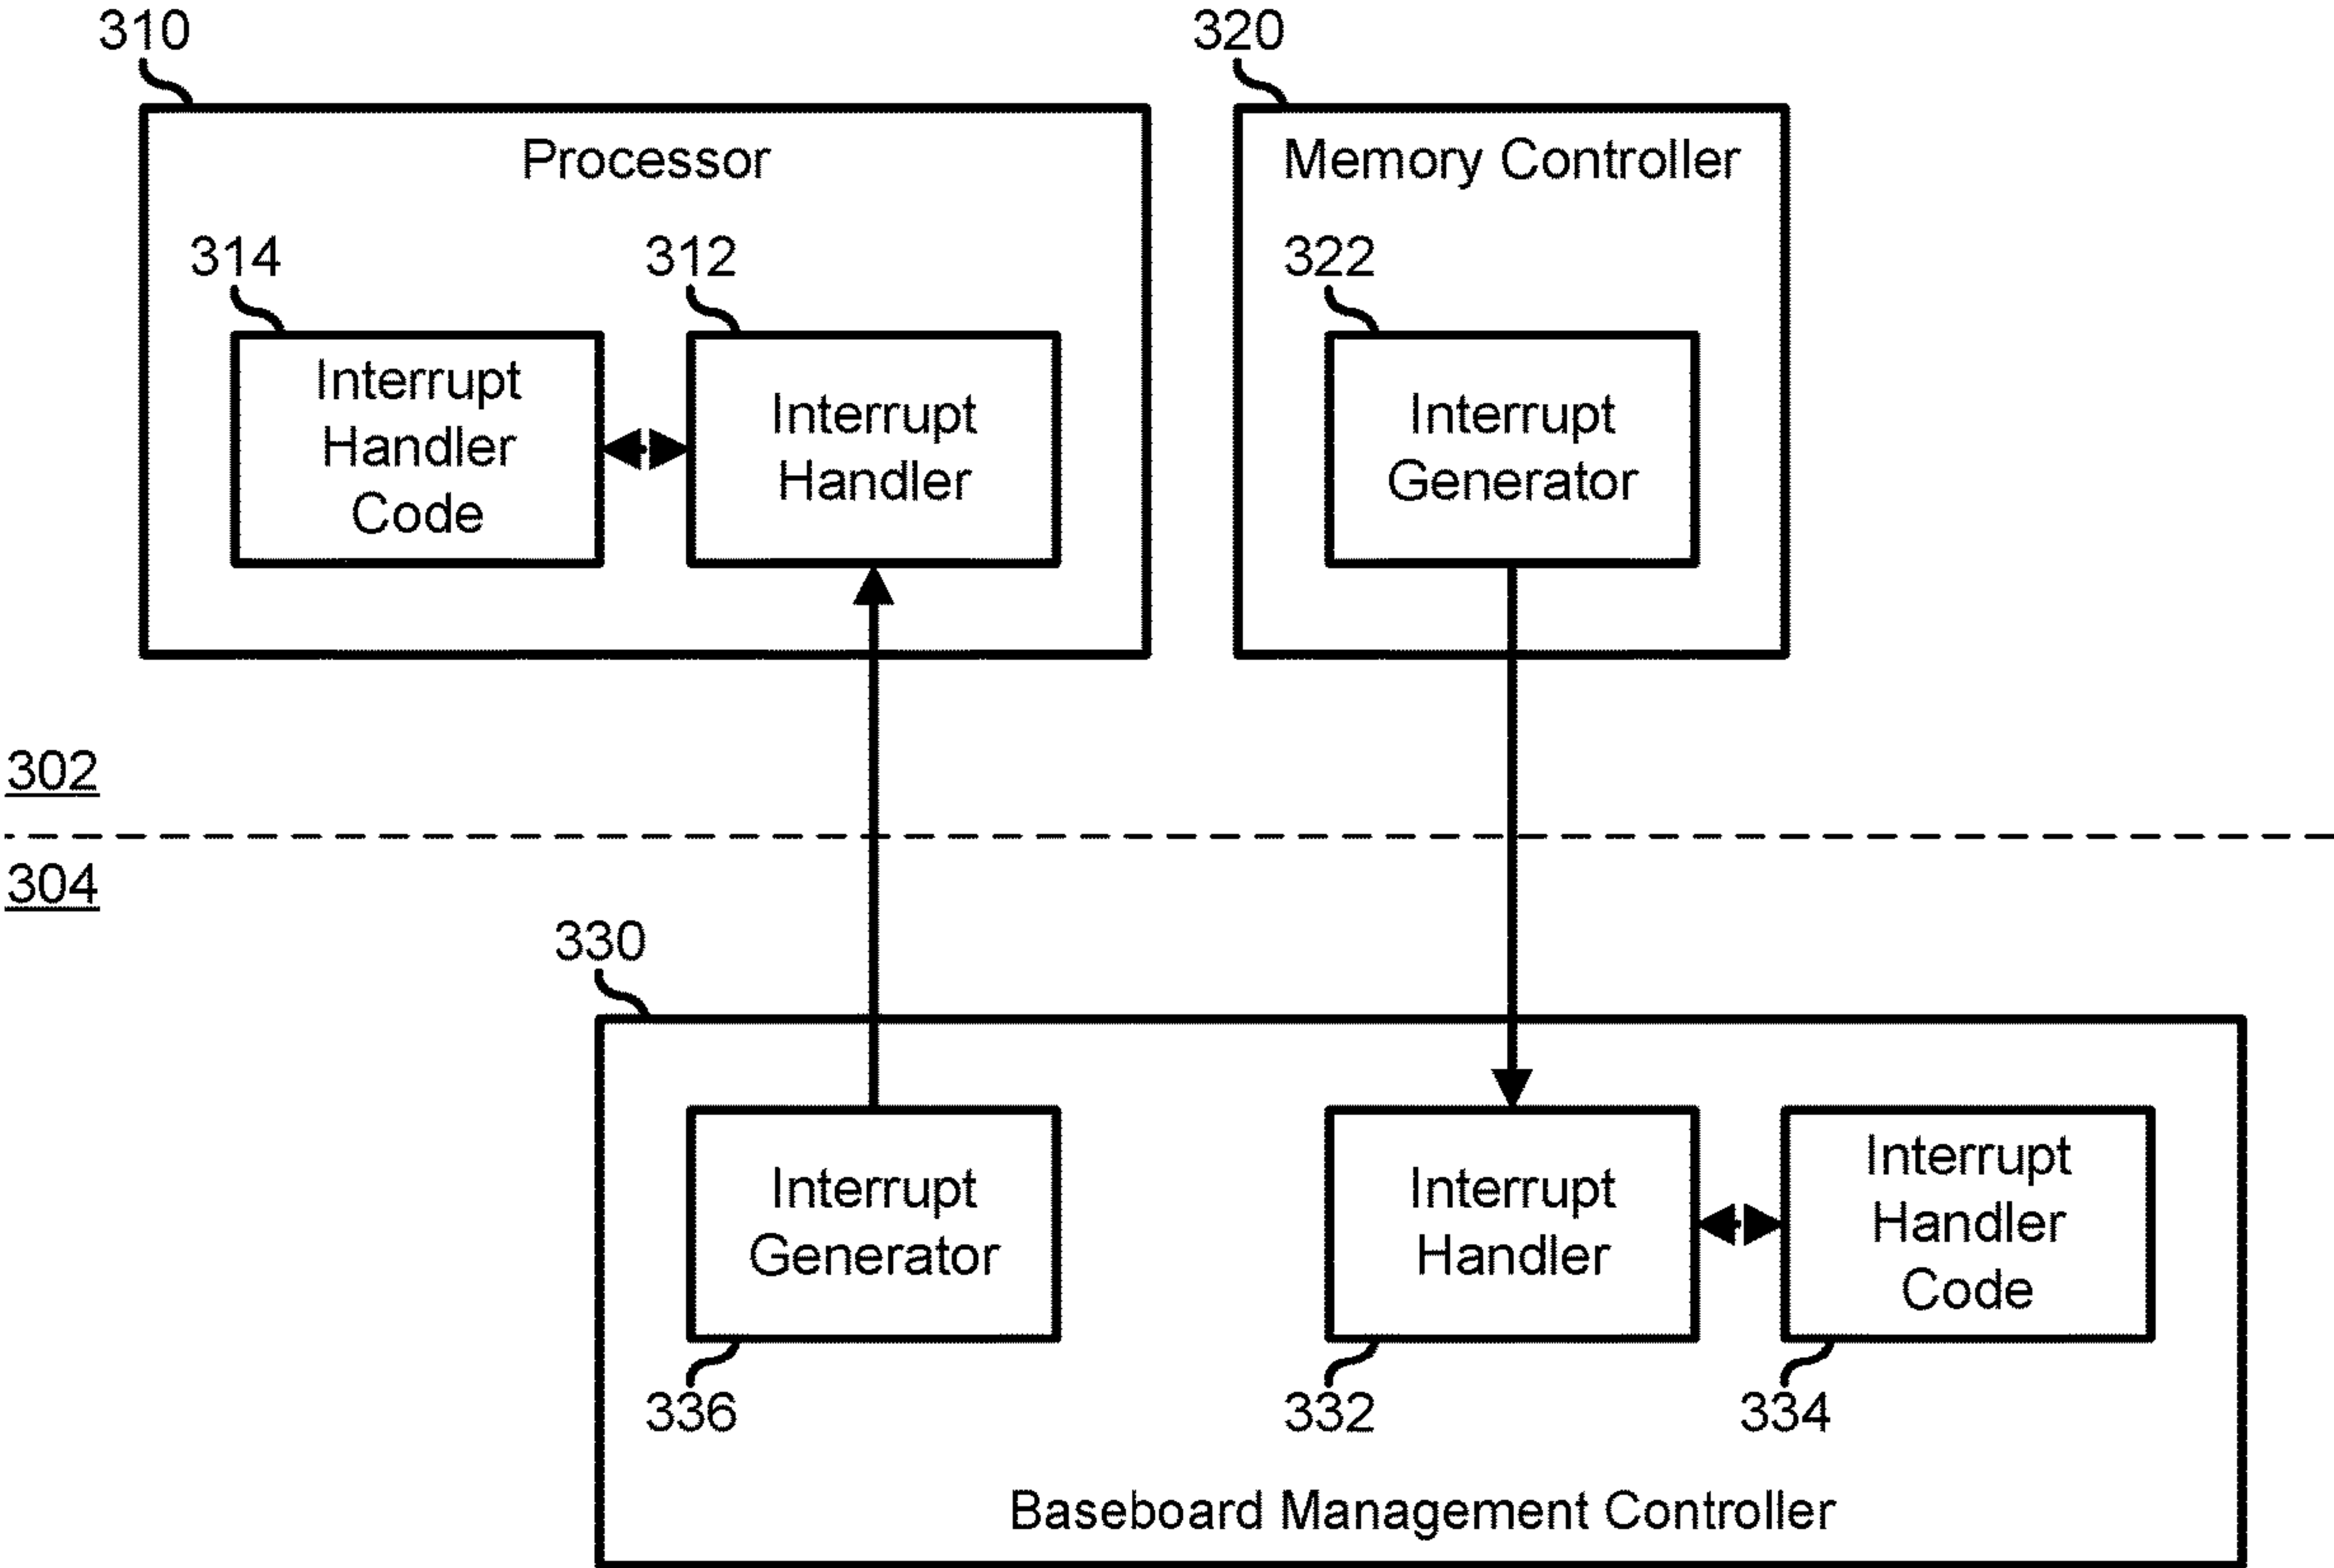 310
320
Processor
Memory Controller
314
312
322
Interrupt
Handler
Code
Interrupt
Handler
Interrupt
Generator
302
304
330
Interrupt
Generator
Interrupt
Handler
Interrupt
Handler
Code
336
332
334
Baseboard Management Controller